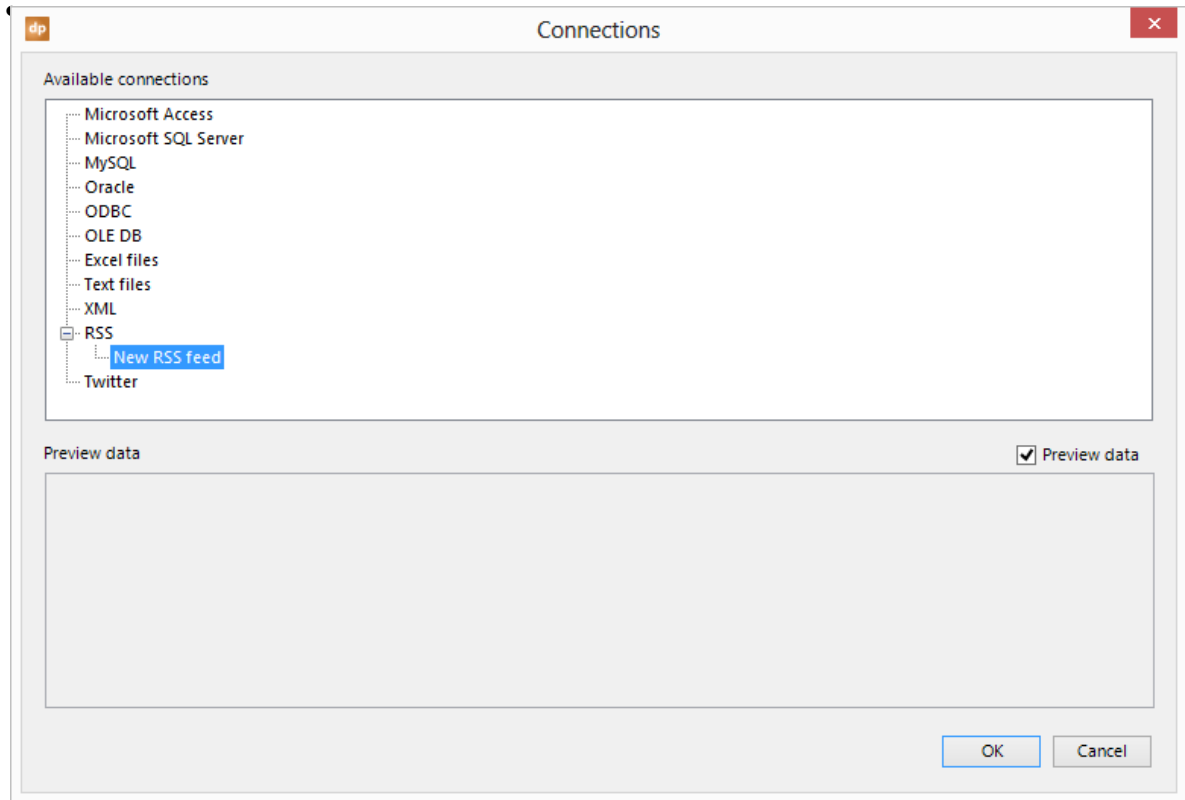 dp
Connections
Available connections
Microsoft Access
Microsoft SQL Server
MySQL
Oracle
ODBC
OLE DB
Excel files
Text files
XML
RSS
New RSS feed
Twitter
Preview data
Preview data
OK
Cancel